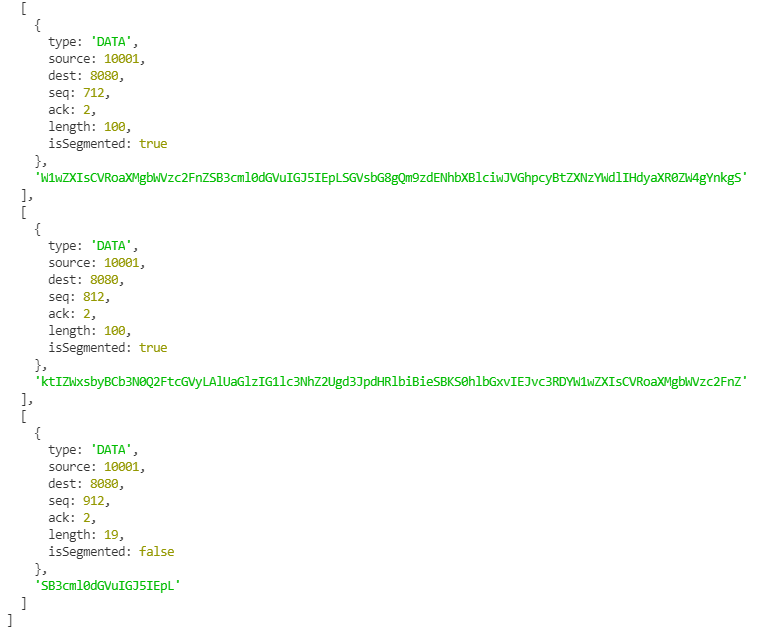 [
{
type: 'DATA',
source: 10001,
dest: 8080,
seq: 712,
ack: 2,
length: 100,
isSegmented: true
},
'W1wZXIsCVRoaXMgbWVzc2FnZSB3cml0dGVuIGJ5IEpLSGVsbG8gQm9zdENhbXBlciwJVGhpcyBtZXNzYWdlIHdyaXR0ZW4gYnkgS'
],
[
{
type: 'DATA',
source: 10001,
dest: 8080,
seq: 812,
ack: 2,
length: 100,
isSegmented: true
},
'ktIZWxsbyBCb3N0Q2FtcGVyLAlUaGlzIG1lc3NhZ2Ugd3JpdHRlbiBieSBKS0hlbGxvIEJvc3RDYW1wZXIsCVRoaXMgbWVzc2FnZ'
],
[
{
type: 'DATA',
source: 10001,
dest: 8080,
seq: 912,
ack: 2,
length: 19,
isSegmented: false
},
'SB3cml0dGVuIGJ5IEpL'
]
]